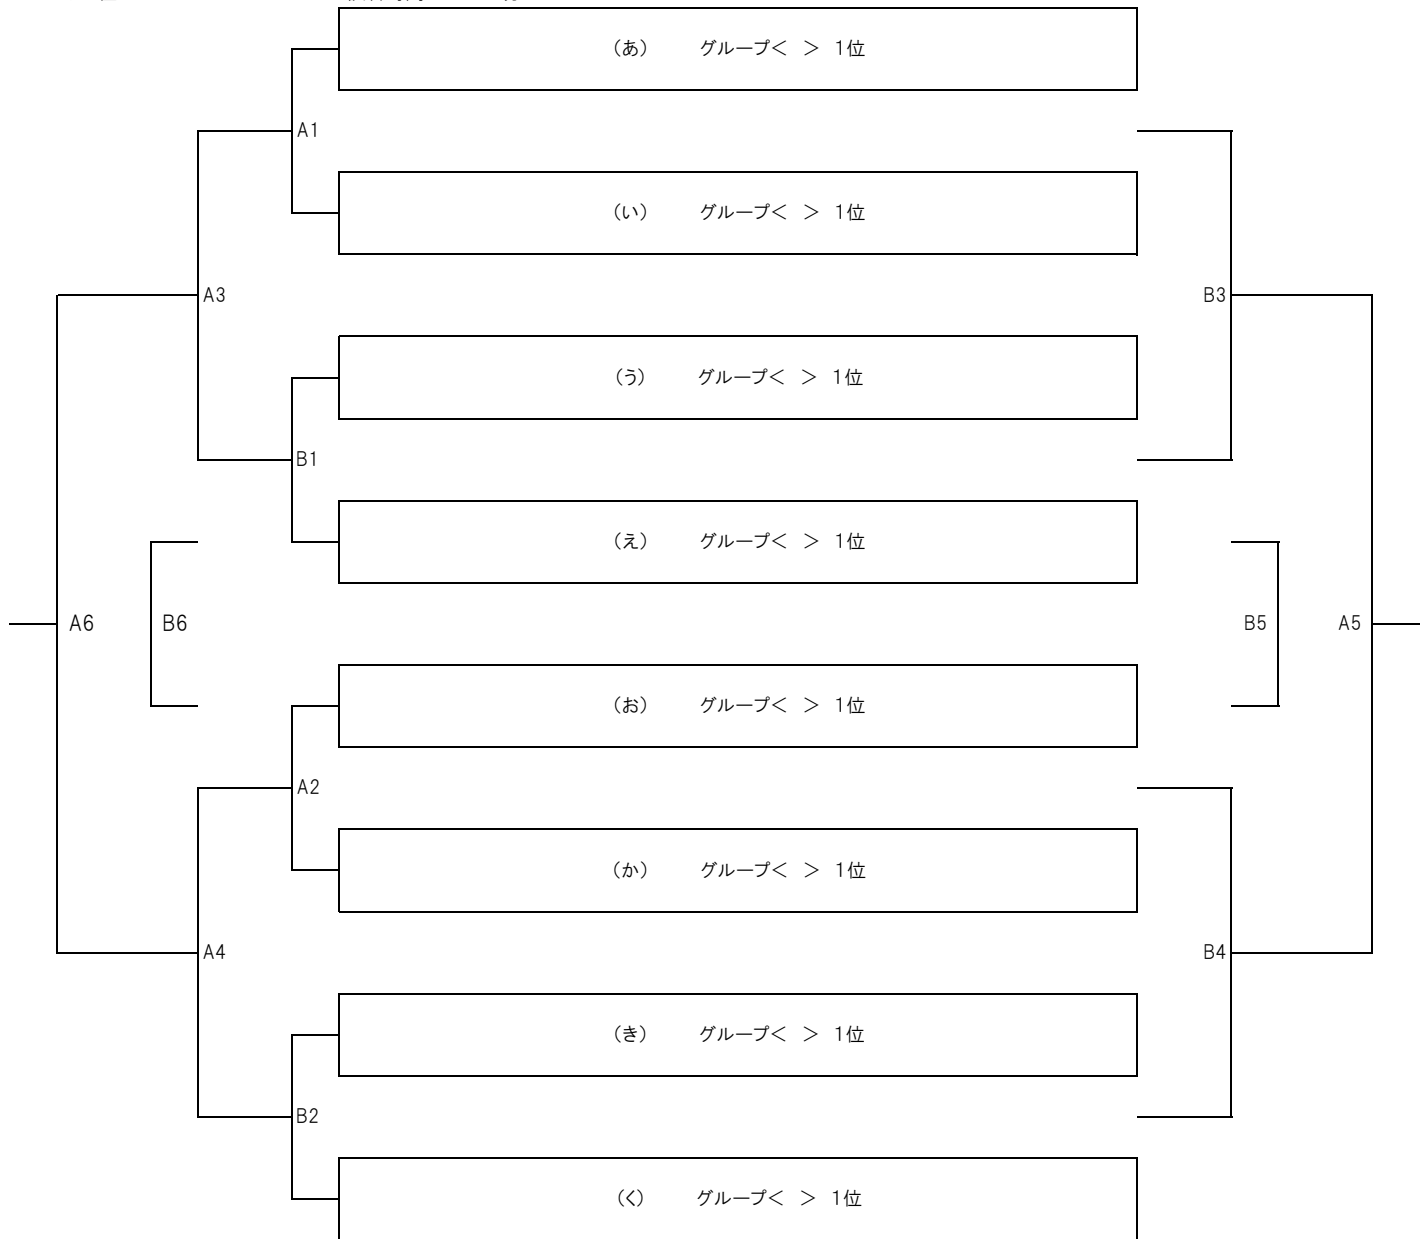 (あ) グループ< > 1位
A1
(い) グループ< > 1位
A3
B3
(う) グループ< > 1位
B1
(え) グループ< > 1位
A6
B6
B5
A5
(お) グループ< > 1位
A2
(か) グループ< > 1位
A4
B4
(き) グループ< > 1位
B2
(く) グループ< > 1位